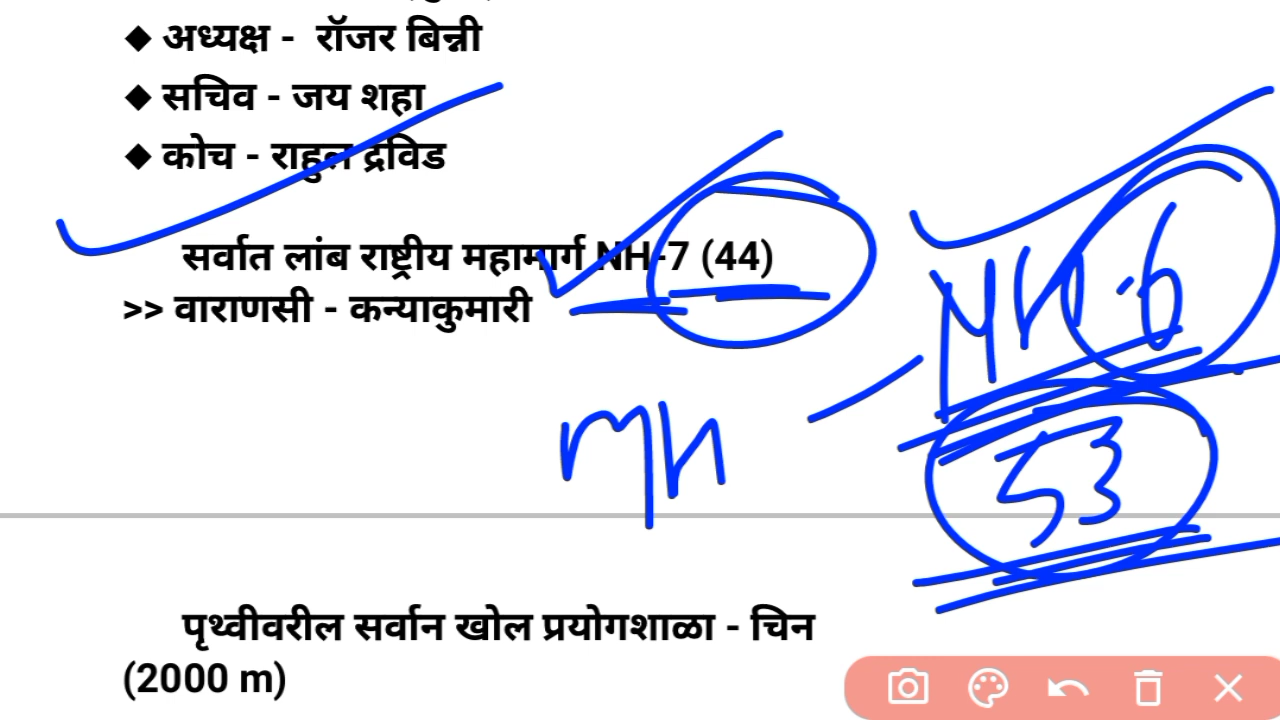 ◆ अध्यक्ष - रॉजर बिन्नी
◆ सचिव - जय शहा
◆ कोच - राहुल द्रविड
सर्वात लांब राष्ट्रीय महामार्ग NH-7 (44)
>> वाराणसी - कन्याकुमारी
NH 6
MH
53
पृथ्वीवरील सर्वान खोल प्रयोगशाळा - चिन
(2000 m)